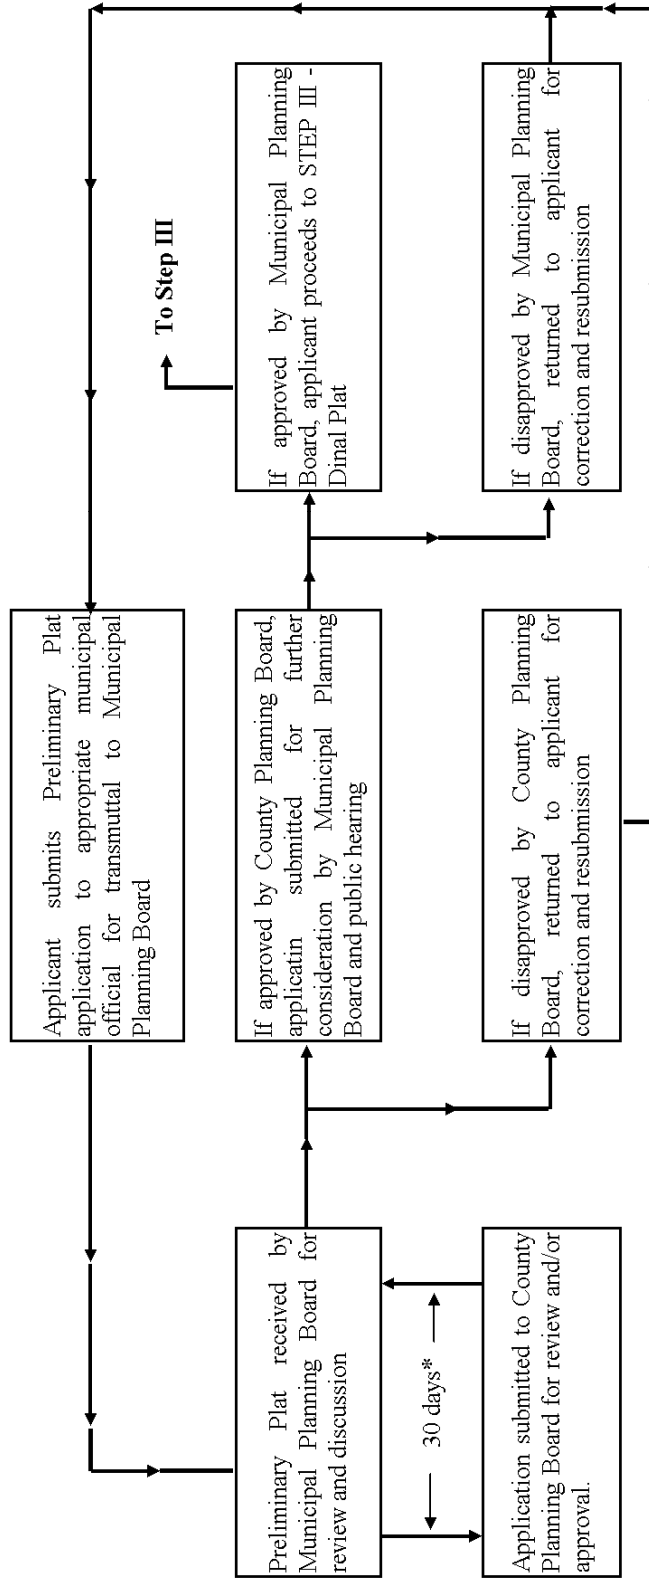 Applicant submits Preliminary Plat
application to appropriate municipal
official for transmuttal to Municipal
Planning Board
Preliminary Plat received by
Municipal Planning Board for
review and discussion
If approved by County Planning Board,
applicatin submitted for further
consideration by Municipal Planning
Board and public hearing
To Step III
If approved by Municipal Planning
Board, applicant proceeds to STEP III -
Dinal Plat
30 days*
Application submitted to County
Planning Board for review and/or
approval.
If disapproved by County Planning
Board, returned to applicant for
correction and resubmission
If disapproved by Municipal Planning
Board, returned to applicant for
correction and resubmission